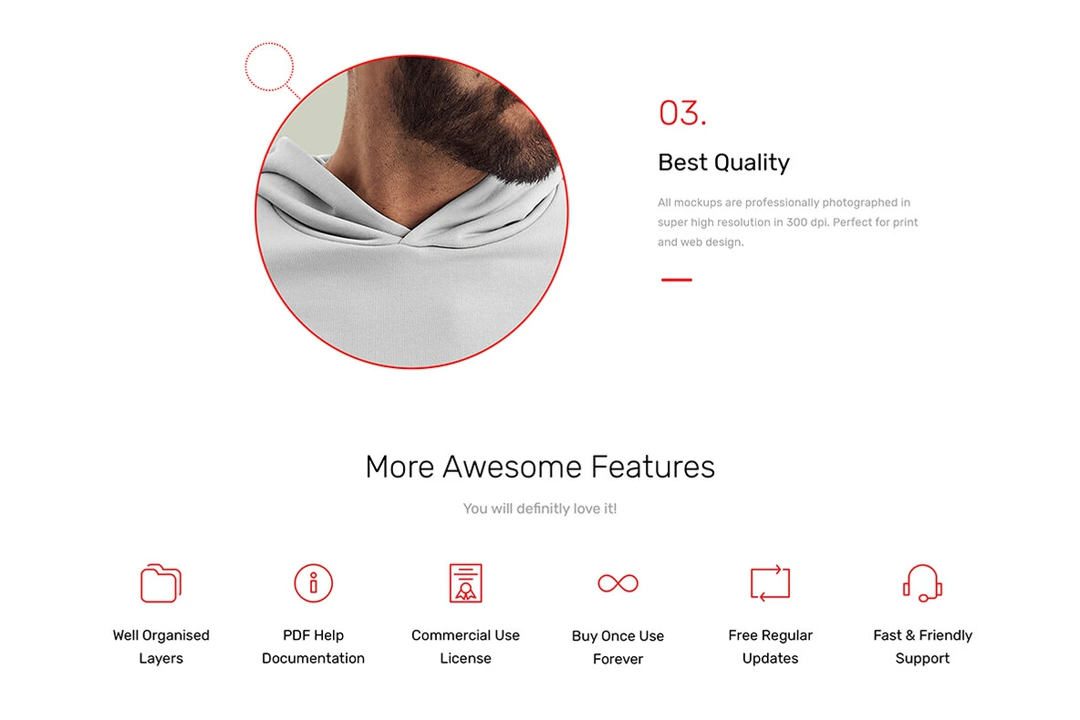 03.
Best Quality
All mockups are professionally photographed in
super high resolution in 300 dpi. Perfect for print
and web design.
More Awesome Features
You will definitly love it!
Well Organised
Layers
PDF Help
Documentation
Commercial Use
License
Buy Once Use
Forever
Free Regular
Updates
Fast & Friendly
Support